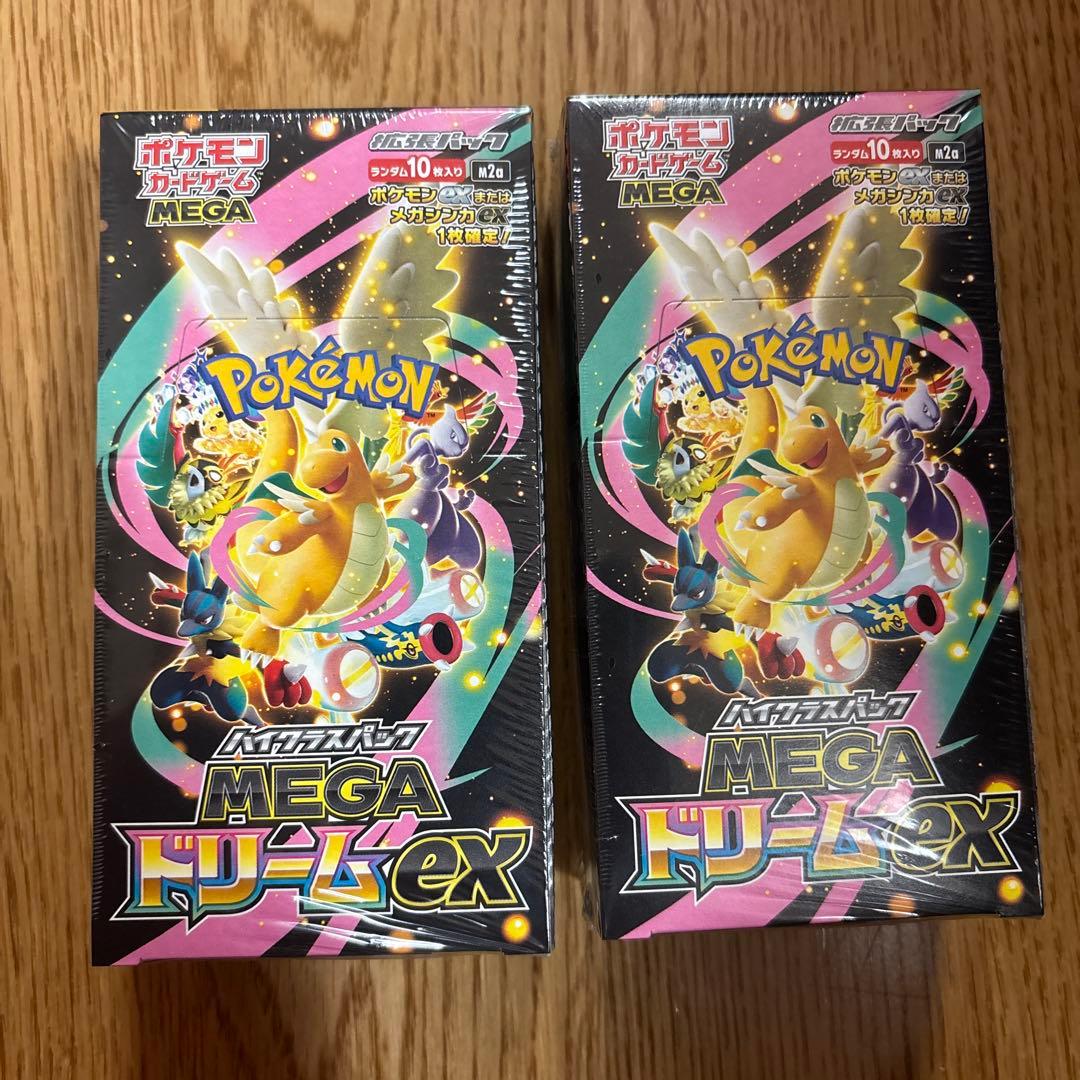 ポケモン
カードゲーム
MEGA
拡張パック
ランダム10枚入り M2a
ポケモンexまたは
メガシンカex
1枚確定！
POKéMON
TM
ハイクラスパック
MEGA
ドリームex
ポケモン
カードゲーム
MEGA
拡張パック
ランダム10枚入り M2a
ポケモンexまたは
メガシンカex
1枚確定！
POKéMON
ハイクラスパック
MEGA
ドリームex